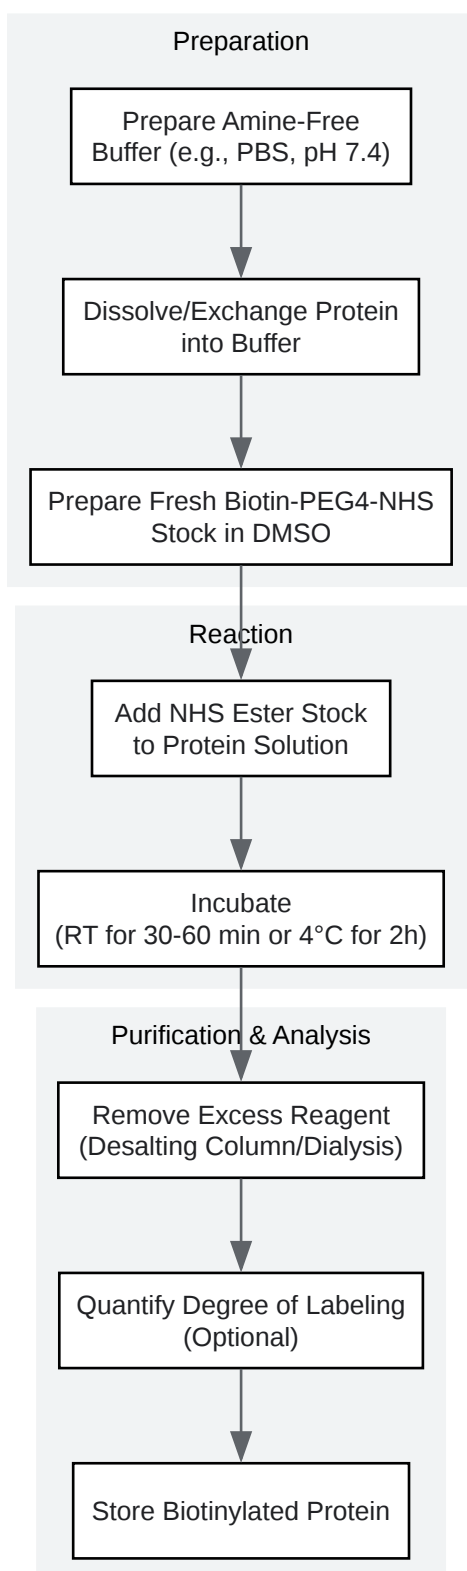 Preparation
Prepare Amine-Free
Buffer (e.g., PBS, pH 7.4)
Dissolve/Exchange Protein
into Buffer
Prepare Fresh Biotin-PEG4-NHS
Stock in DMSO
Reaction
Add NHS Ester Stock
to Protein Solution
Incubate
(RT for 30-60 min or 4°C for 2h)
Purification & Analysis
Remove Excess Reagent
(Desalting Column/Dialysis)
Quantify Degree of Labeling
(Optional)
Store Biotinylated Protein